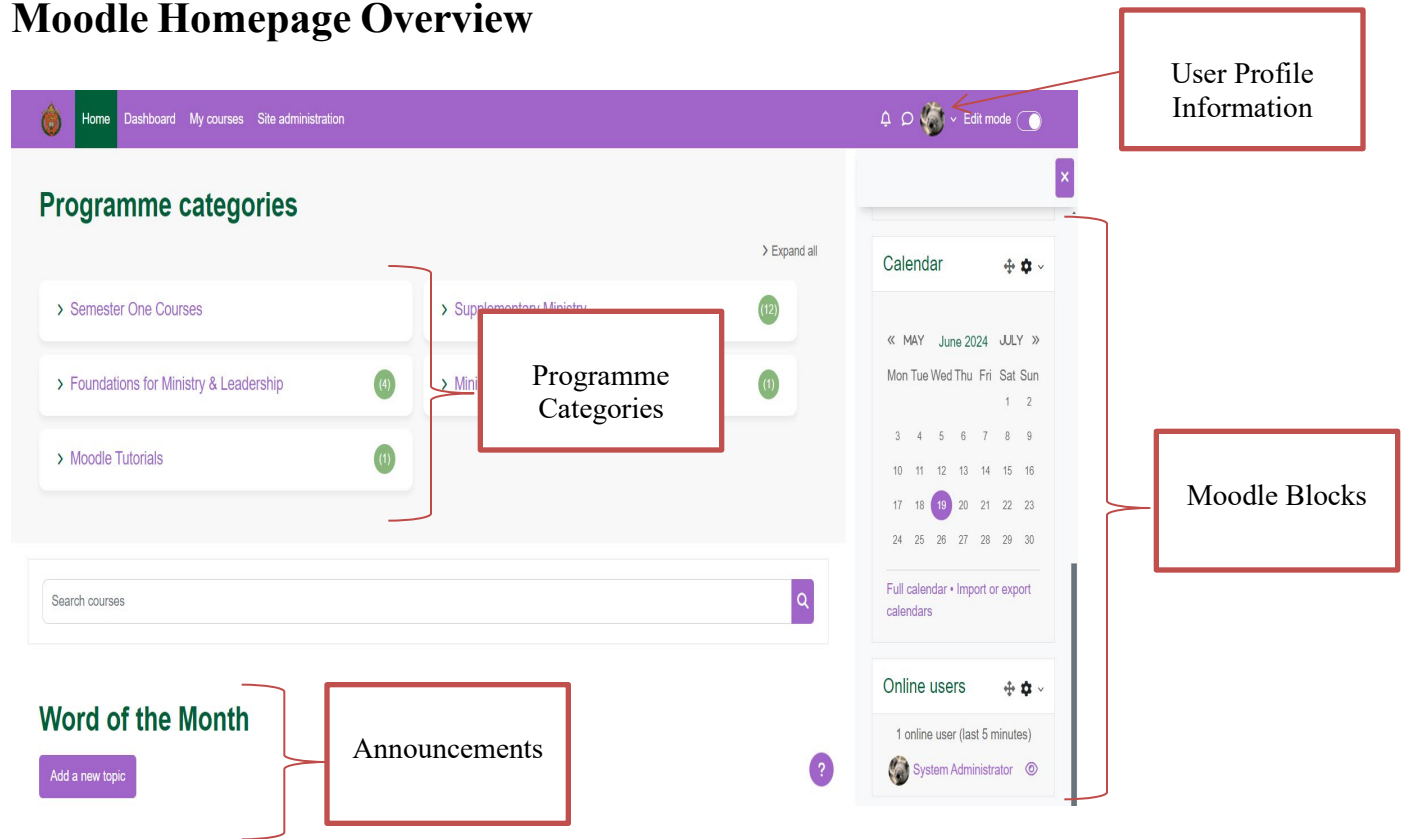 Moodle Homepage Overview
User Profile
Information
Home Dashboard My courses Site administration
Edit mode
Programme categories
Expand all
Semester One Courses
Supplementary Ministry
(12)
Foundations for Ministry & Leadership
(4)
(1)
Moodle Tutorials
(1)
Programme
Categories
Search courses
Word of the Month
Add a new topic
Announcements
?
x
Calendar
« MAY June 2024 JULY »
Mon Tue Wed Thu Fri Sat Sun
1 2
3 4 5 6 7 8 9
10 11 12 13 14 15 16
17 18 19 20 21 22 23
24 25 26 27 28 29 30
Full calendar • Import or export
calendars
Online users
1 online user (last 5 minutes)
System Administrator
Moodle Blocks